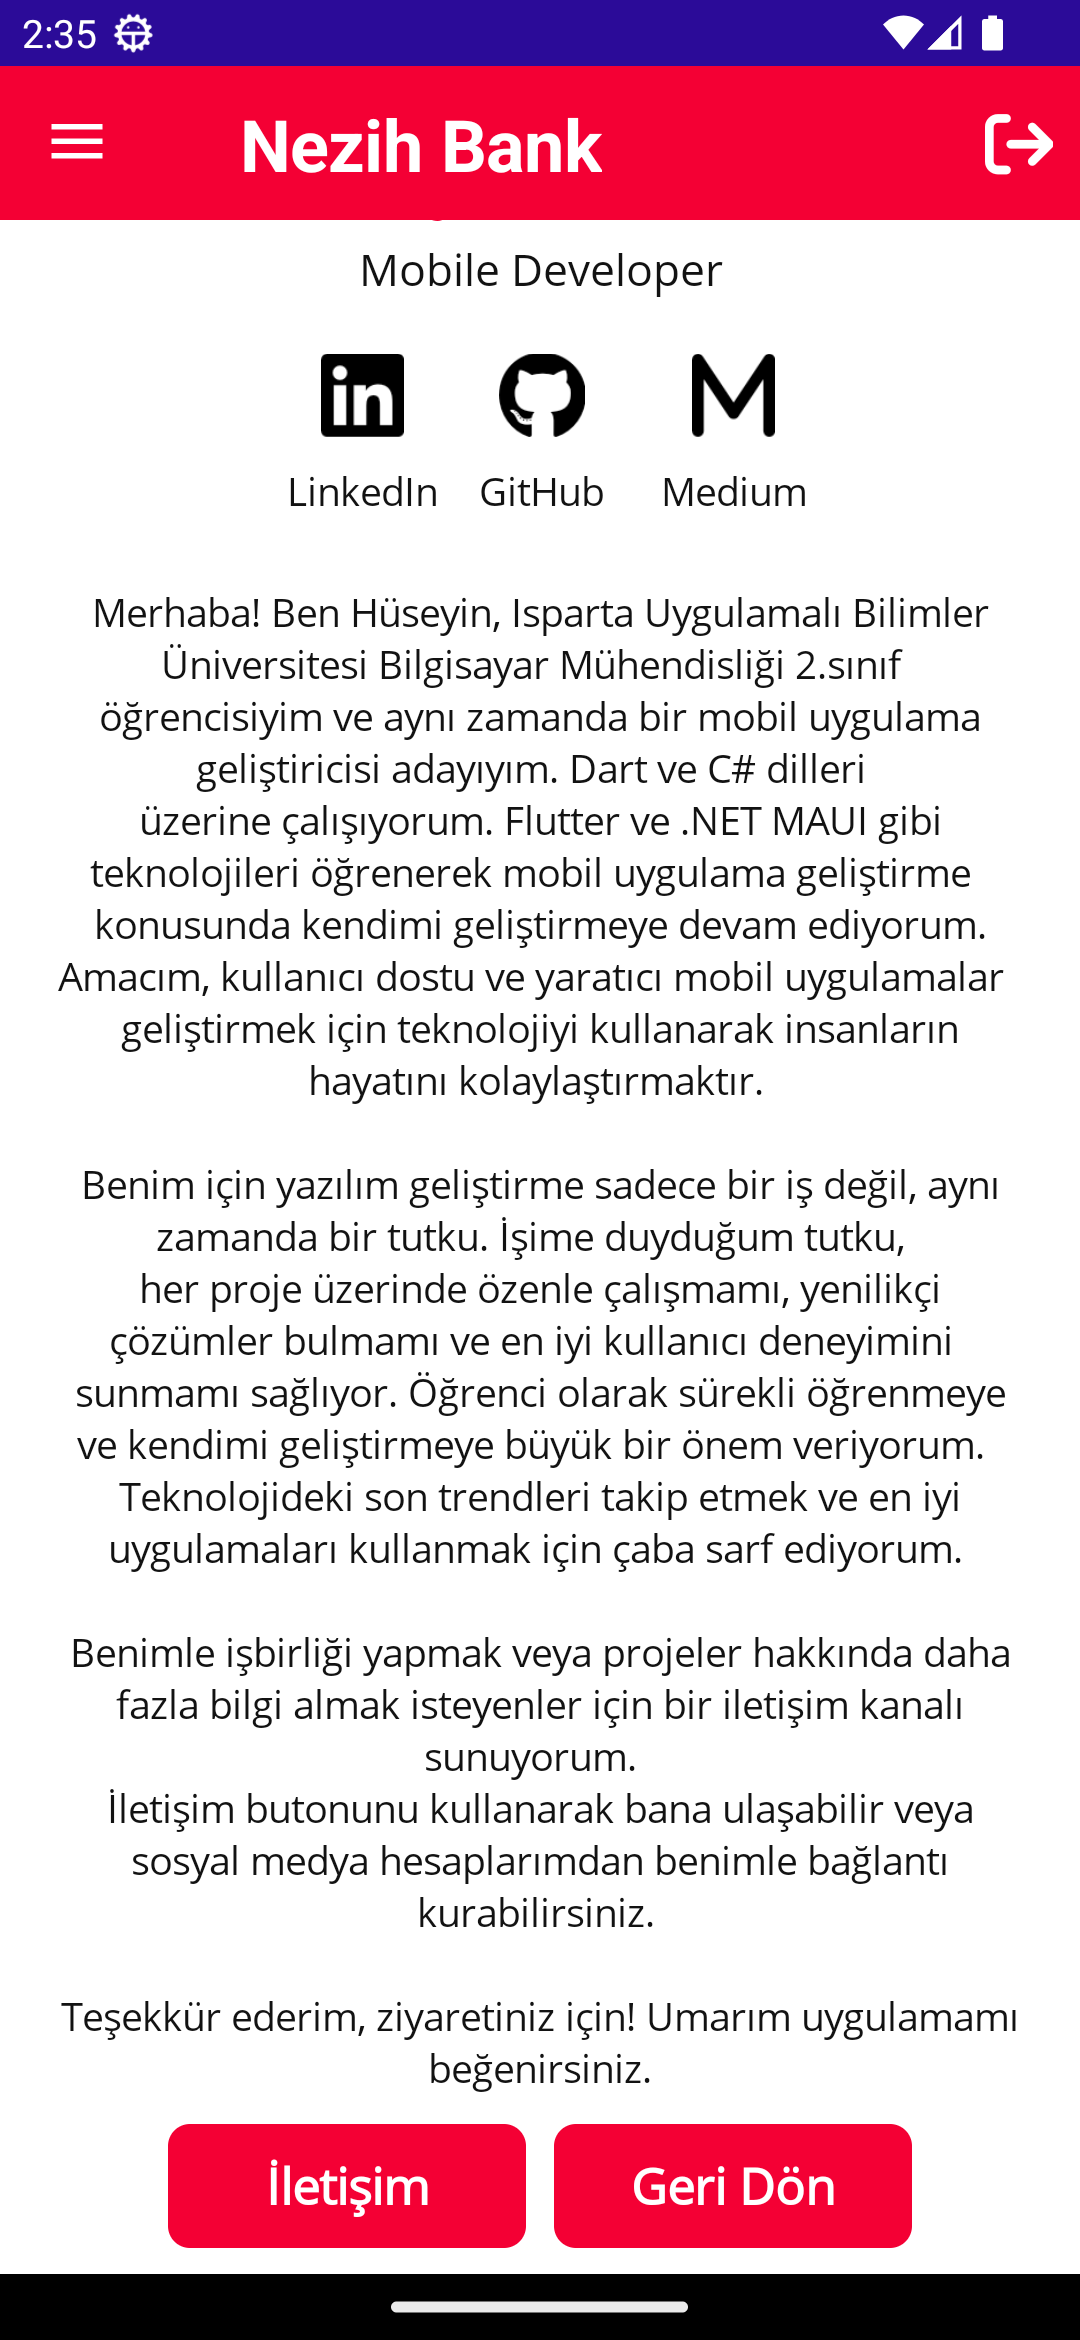 2:35
Nezih Bank
Mobile Developer
LinkedIn GitHub Medium
Merhaba! Ben Hüseyin, Isparta Uygulamalı Bilimler
Üniversitesi Bilgisayar Mühendisliği 2.sınıf
öğrencisiyim ve aynı zamanda bir mobil uygulama
geliştiricisi adayıyım. Dart ve C# dilleri
üzerine çalışıyorum. Flutter ve .NET MAUI gibi
teknolojileri öğrenerek mobil uygulama geliştirme
konusunda kendimi geliştirmeye devam ediyorum.
Amacım, kullanıcı dostu ve yaratıcı mobil uygulamalar
geliştirmek için teknolojiyi kullanarak insanların
hayatını kolaylaştırmaktır.
Benim için yazılım geliştirme sadece bir iş değil, aynı
zamanda bir tutku. İşime duyduğum tutku,
her proje üzerinde özenle çalışmamı, yenilikçi
çözümler bulmamı ve en iyi kullanıcı deneyimini
sunmamı sağlıyor. Öğrenci olarak sürekli öğrenmeye
ve kendimi geliştirmeye büyük bir önem veriyorum.
Teknolojideki son trendleri takip etmek ve en iyi
uygulamaları kullanmak için çaba sarf ediyorum.
Benimle işbirliği yapmak veya projeler hakkında daha
fazla bilgi almak isteyenler için bir iletişim kanalı
sunuyorum.
İletişim butonunu kullanarak bana ulaşabilir veya
sosyal medya hesaplarımdan benimle bağlantı
kurabilirsiniz.
Teşekkür ederim, ziyaretiniz için! Umarım uygulamamı
beğenirsiniz.
İletişim Geri Dön